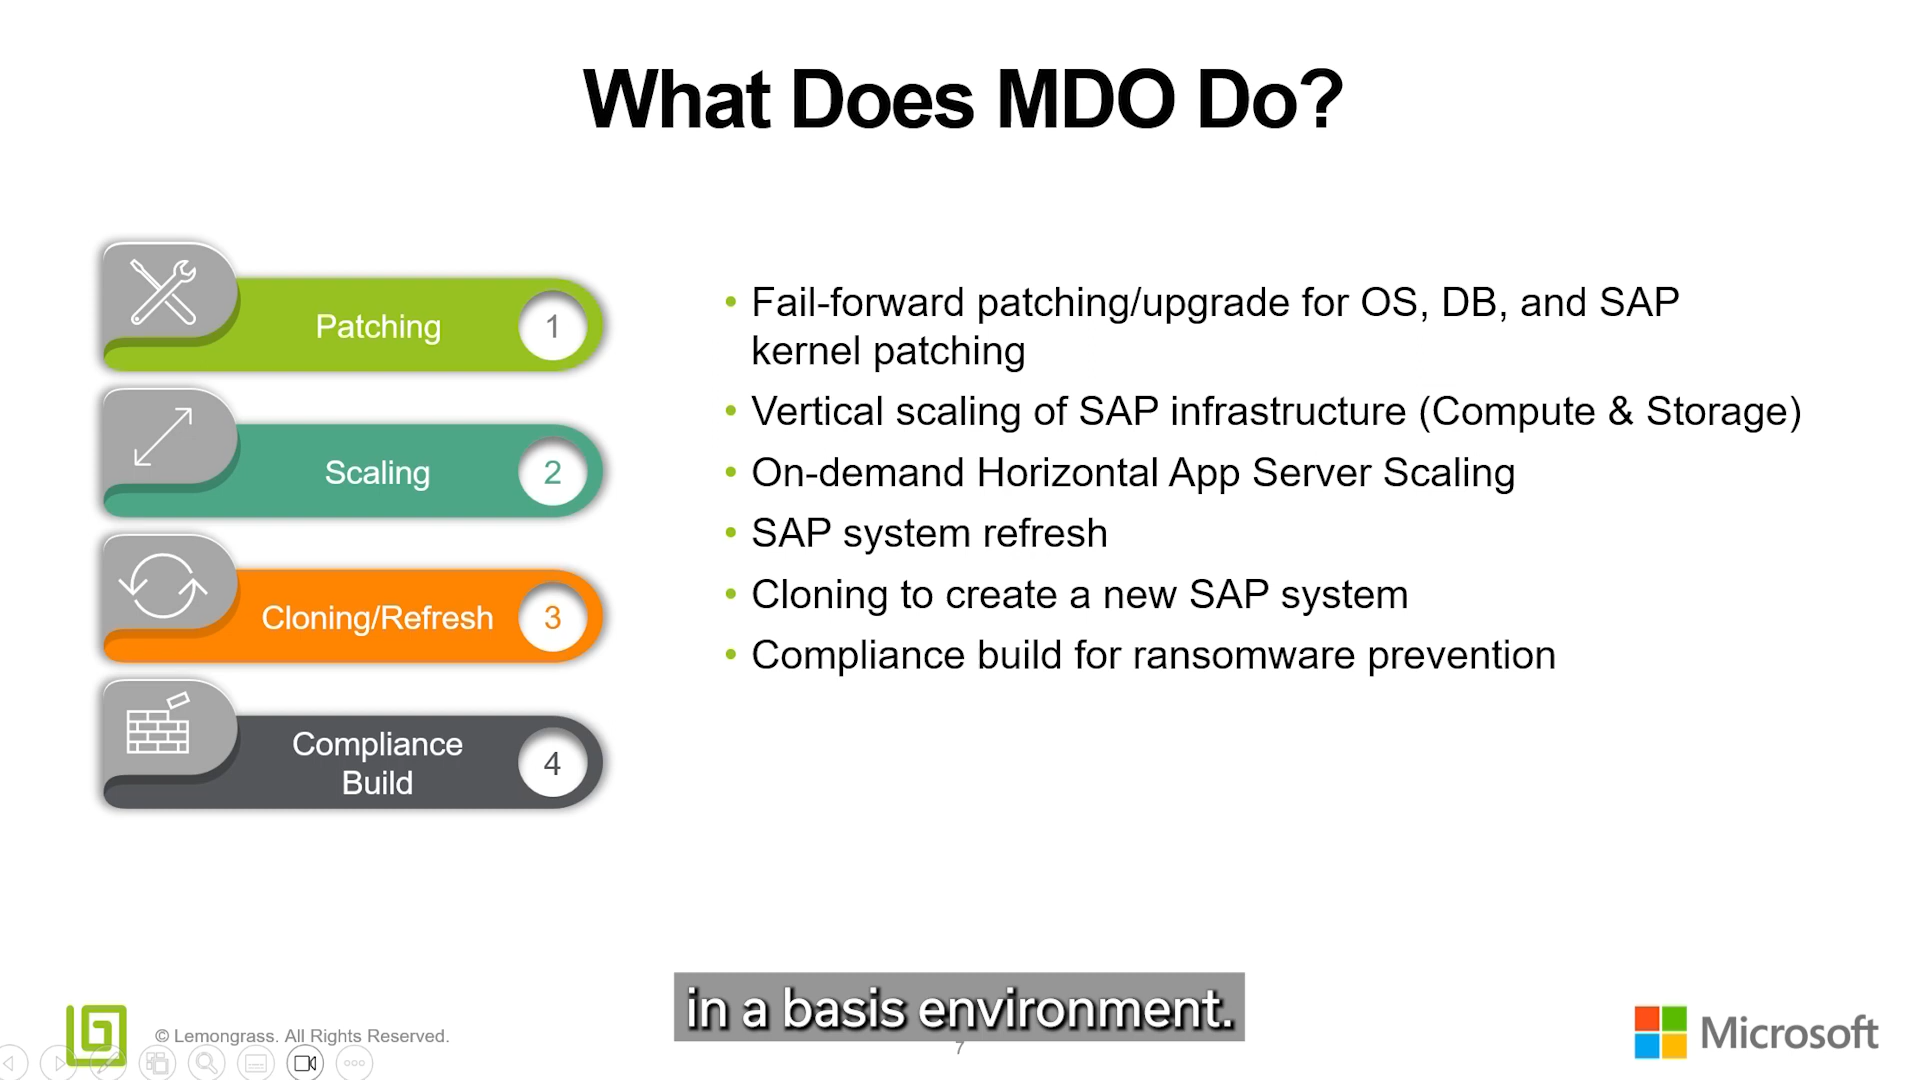 What Does MDO Do?
Patching
1
Scaling
2
Cloning/Refresh
3
Compliance
Build
4
• Fail-forward patching/upgrade for OS, DB, and SAP
kernel patching
• Vertical scaling of SAP infrastructure (Compute & Storage)
• On-demand Horizontal App Server Scaling
• SAP system refresh
• Cloning to create a new SAP system
• Compliance build for ransomware prevention
in a basis environment.
© Lemongrass. All Rights Reserved.
7
Microsoft